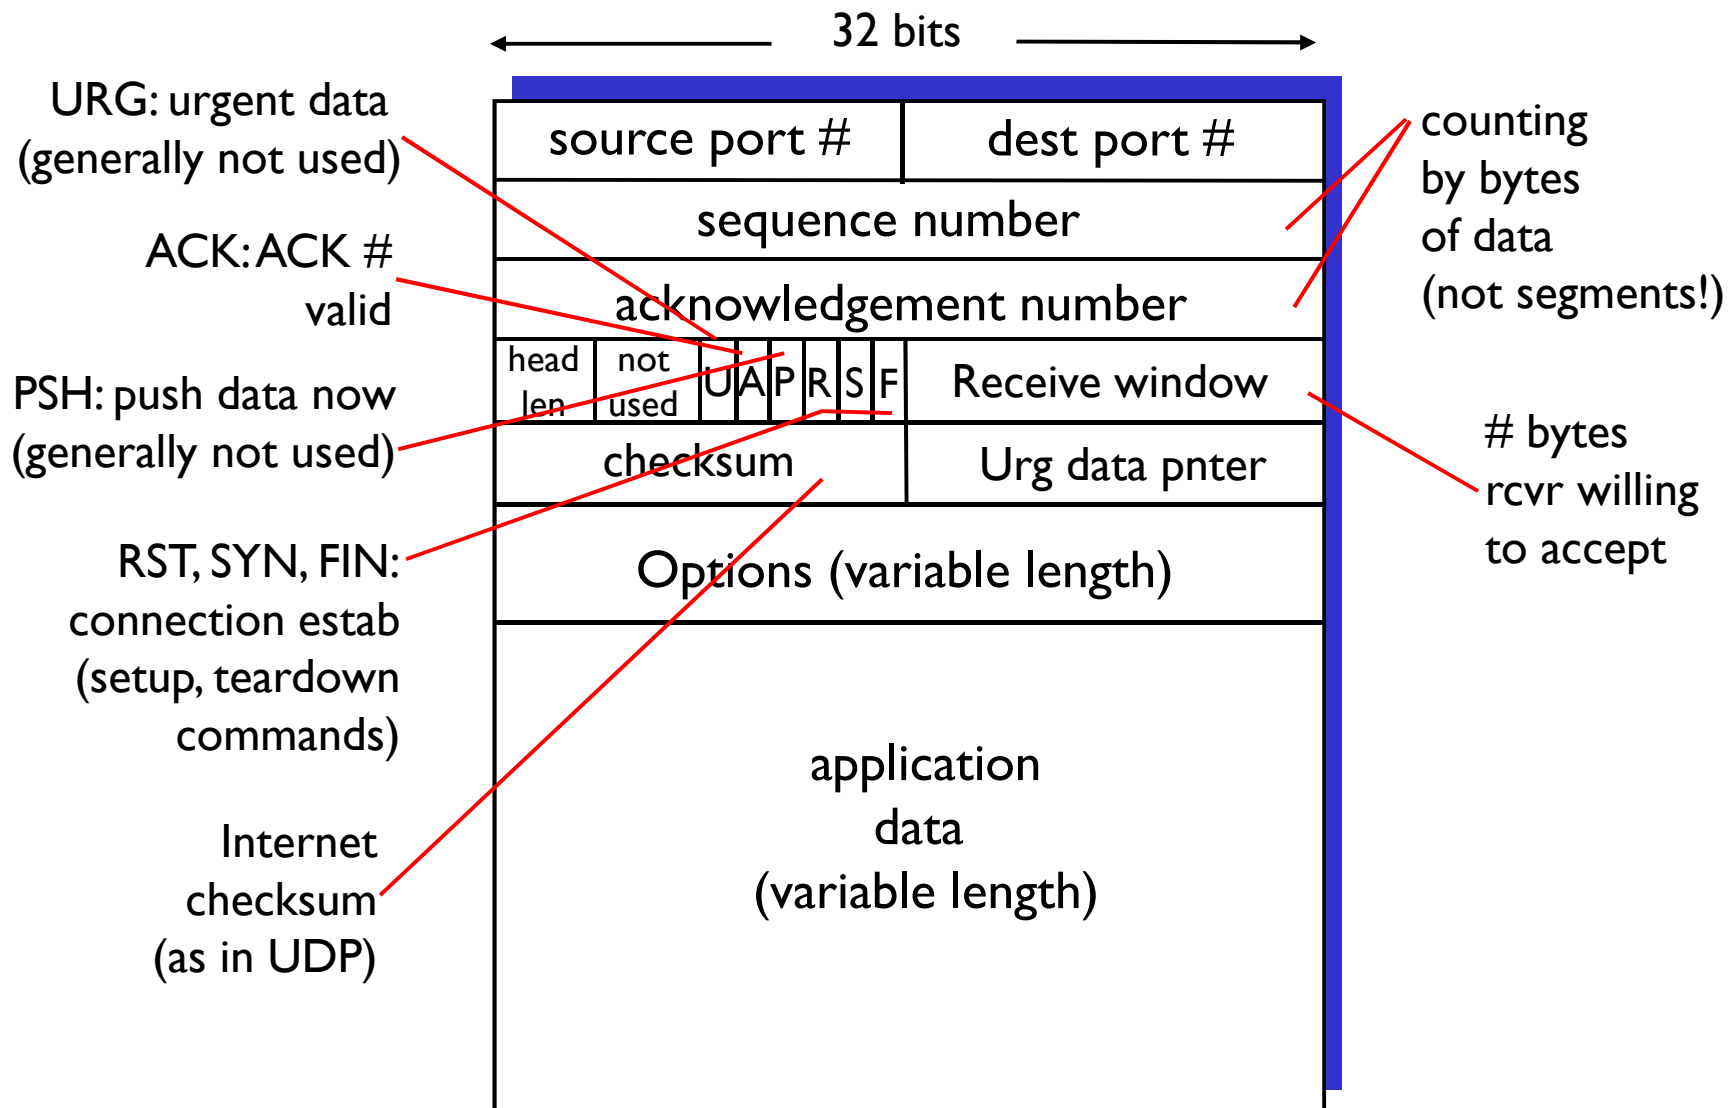 32 bits
URG: urgent data
(generally not used)
ACK: ACK #
valid
PSH: push data now
(generally not used)
RST, SYN, FIN:
connection estab
(setup, teardown
commands)
Internet
checksum
(as in UDP)
source port #
dest port #
sequence number
acknowledgement number
head
len
not
used
U
A
P
R
S
F
Receive window
checksum
Urg data pnter
Options (variable length)
application
data
(variable length)
counting
by bytes
of data
(not segments!)
# bytes
rcvr willing
to accept